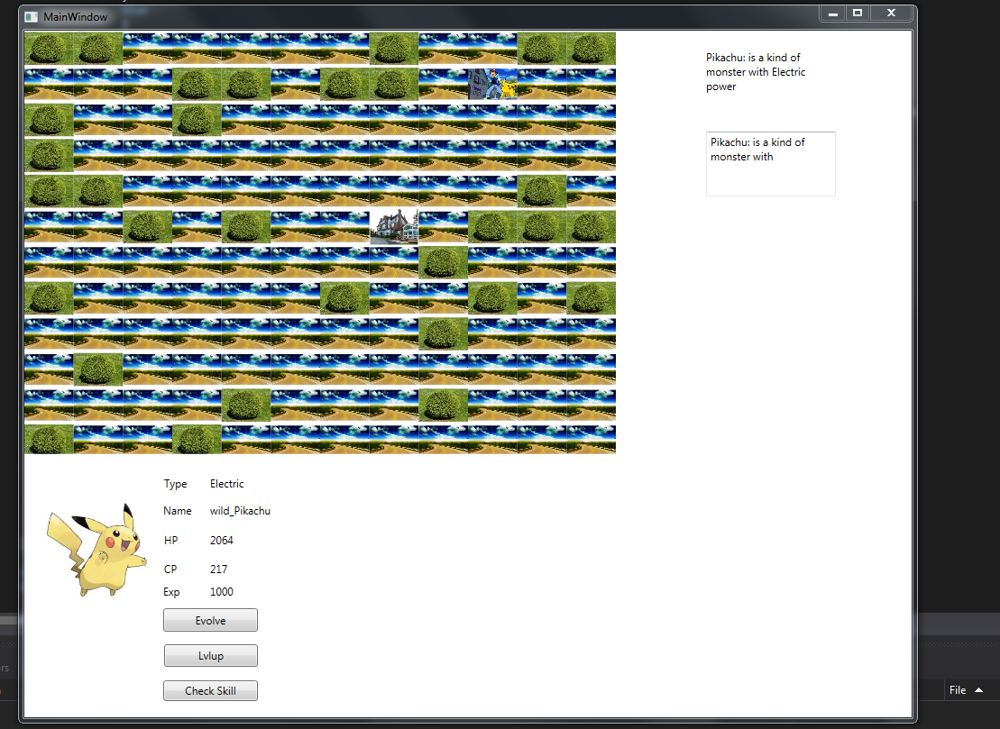 MainWindow
Pikachu: is a kind of
monster with Electric
power
Pikachu: is a kind of
monster with
Type Electric
Name wild_Pikachu
HP 2064
CP 217
Exp 1000
Evolve
Lvlup
Check Skill
rs
File